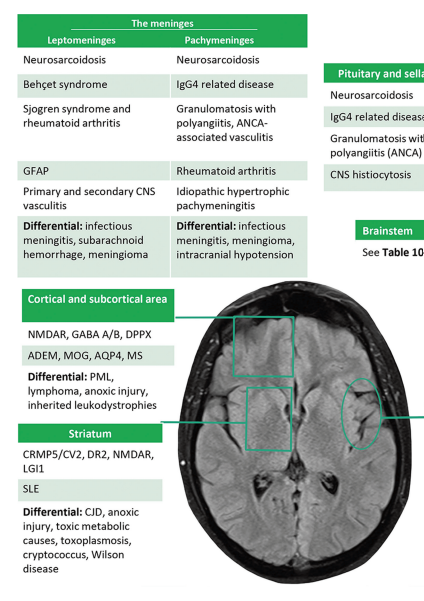 The meninges
Leptomeninges Pachymeninges
Neurosarcoidosis Neurosarcoidosis
Behçet syndrome IgG4 related disease
Sjogren syndrome and
rheumatoid arthritis
Granulomatosis with
polyangiitis, ANCA-
associated vasculitis
GFAP Rheumatoid arthritis
Primary and secondary CNS
vasculitis
Idiopathic hypertrophic
pachymeningitis
Differential: infectious
meningitis, subarachnoid
hemorrhage, meningioma
Differential: infectious
meningitis, meningioma,
intracranial hypotension
Pituitary and sella
Neurosarcoidosis
IgG4 related disease
Granulomatosis with
polyangiitis (ANCA)
CNS histiocytosis
Brainstem
See Table 10
Cortical and subcortical area
NMDAR, GABA A/B, DPPX
ADEM, MOG, AQP4, MS
Differential: PML,
lymphoma, anoxic injury,
inherited leukodystrophies
Striatum
CRMP5/CV2, DR2, NMDAR,
LGI1
SLE
Differential: CJD, anoxic
injury, toxic metabolic
causes, toxoplasmosis,
cryptococcus, Wilson
disease